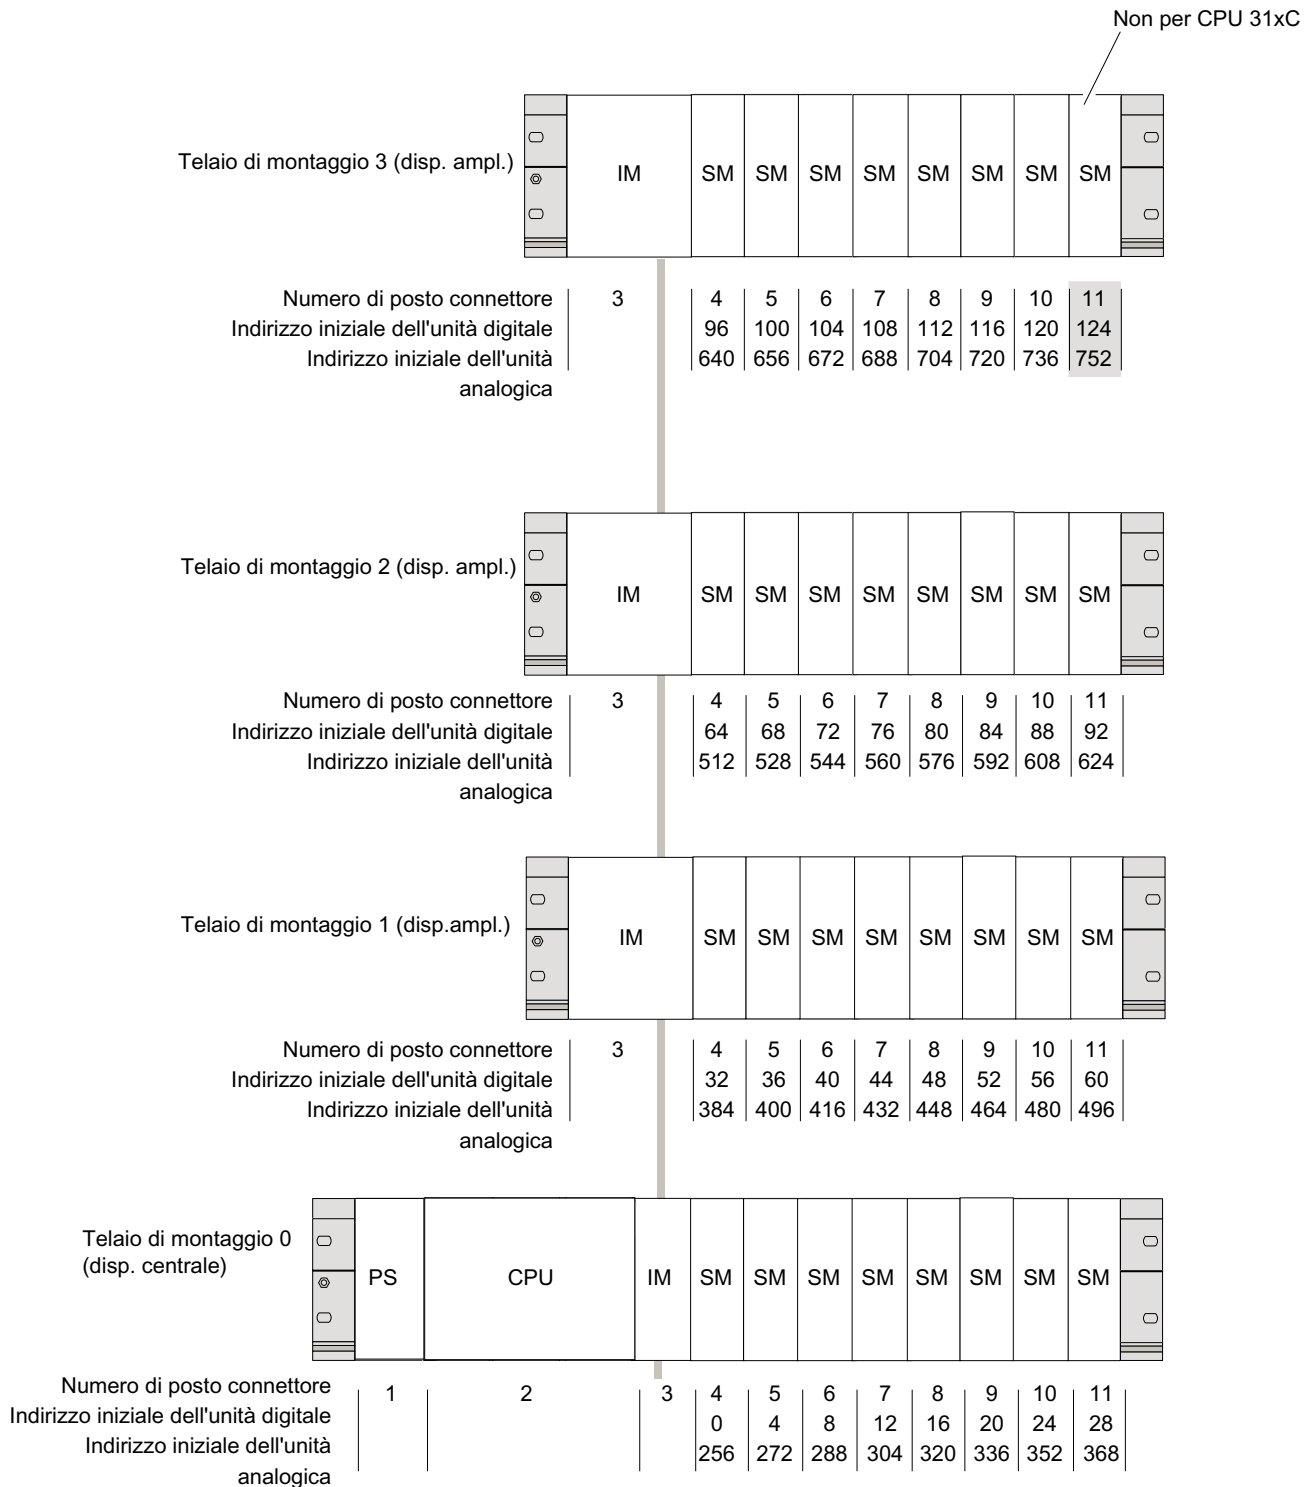 Non per CPU 31xC
Telaio di montaggio 3 (disp. ampl.)
IM SM SM SM SM SM SM SM SM
Numero di posto connettore 3 4 5 6 7 8 9 10 11
Indirizzo iniziale dell'unità digitale 96 100 104 108 112 116 120 124
Indirizzo iniziale dell'unità 640 656 672 688 704 720 736 752
analogica
Telaio di montaggio 2 (disp. ampl.)
IM SM SM SM SM SM SM SM SM
Numero di posto connettore 3 4 5 6 7 8 9 10 11
Indirizzo iniziale dell'unità digitale 64 68 72 76 80 84 88 92
Indirizzo iniziale dell'unità 512 528 544 560 576 592 608 624
analogica
Telaio di montaggio 1 (disp.ampl.)
IM SM SM SM SM SM SM SM SM
Numero di posto connettore 3 4 5 6 7 8 9 10 11
Indirizzo iniziale dell'unità digitale 32 36 40 44 48 52 56 60
Indirizzo iniziale dell'unità 384 400 416 432 448 464 480 496
analogica
Telaio di montaggio 0
(disp. centrale)
PS CPU IM SM SM SM SM SM SM SM SM
Numero di posto connettore 1 2 3 4 5 6 7 8 9 10 11
Indirizzo iniziale dell'unità digitale 0 4 8 12 16 20 24 28
Indirizzo iniziale dell'unità 256 272 288 304 320 336 352 368
analogica